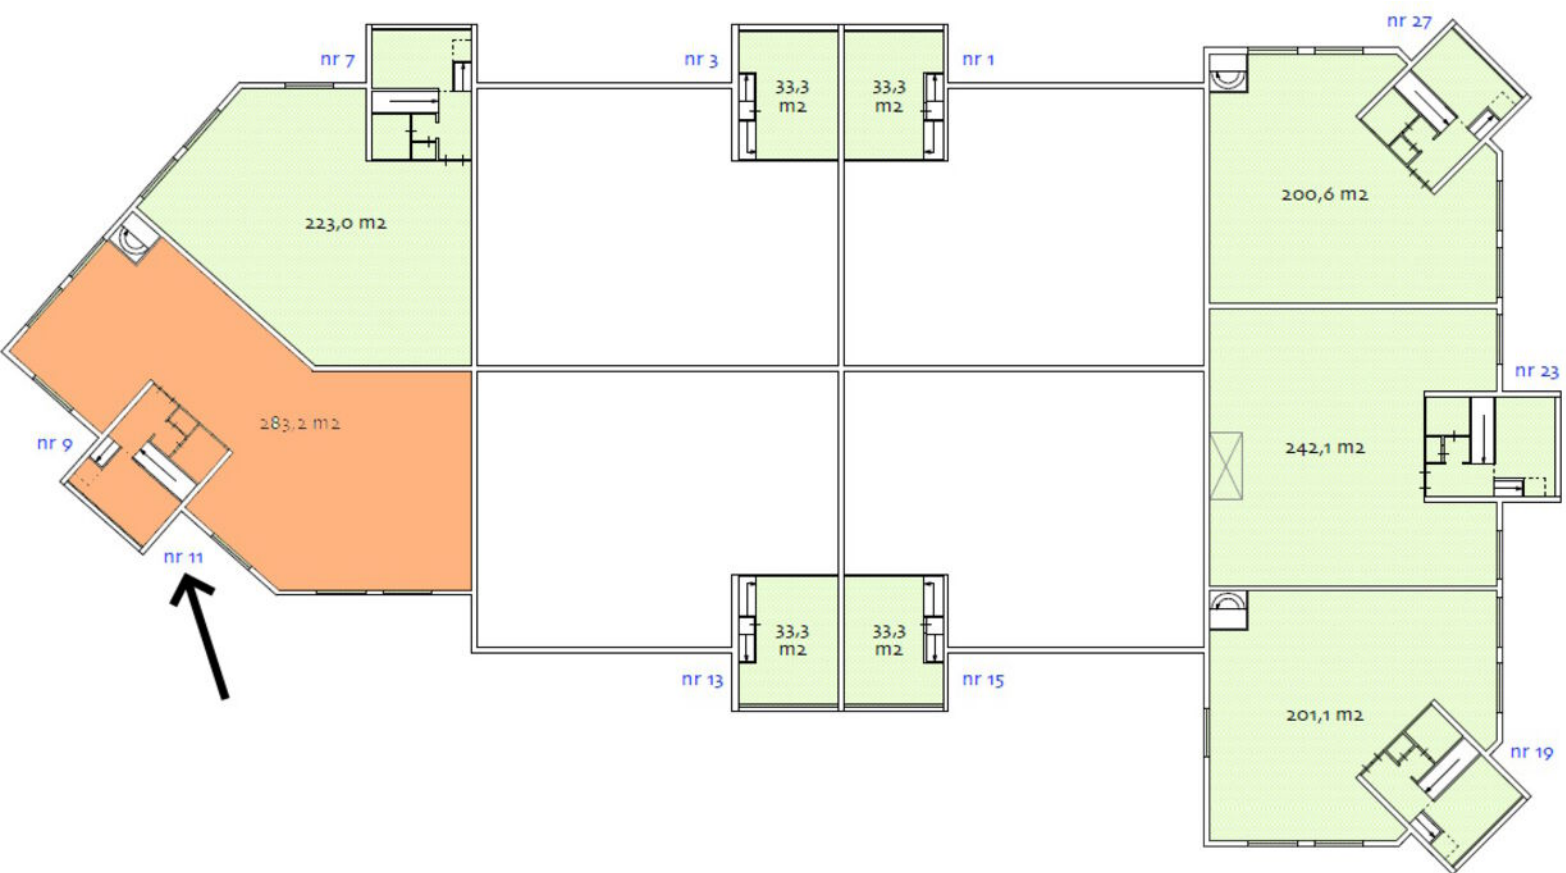 nr 27
nr 7
nr 3
nr 1
33,3
m2
33,3
m2
200,6 m2
223,0 m2
nr 23
283,2 m2
nr 9
242,1 m2
nr 11
33,3
m2
33,3
m2
nr 13
nr 15
201,1 m2
nr 19